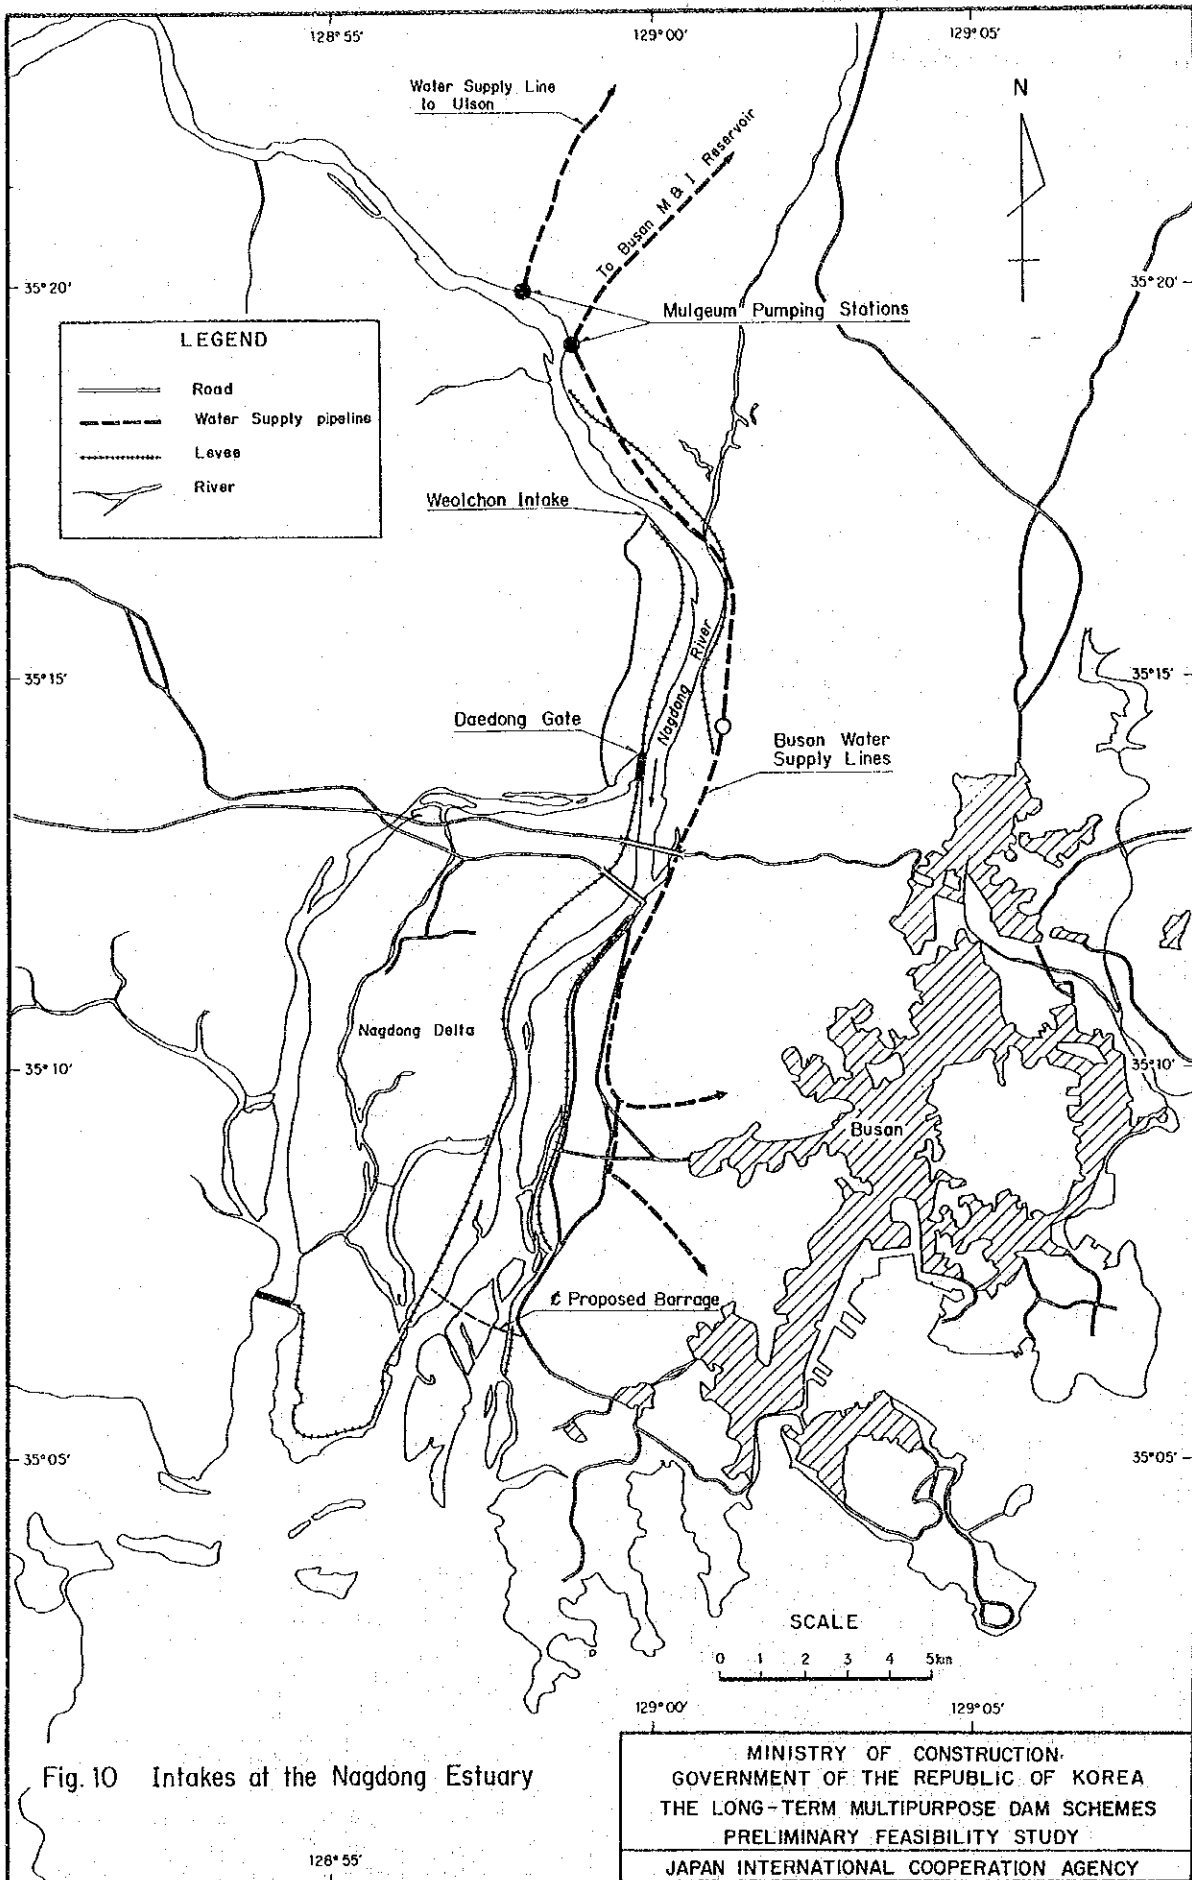 128° 55'
129° 00'
129° 05'
Water Supply Line
to Ulson
N
To Busan M & I Reservoir
35° 20'
35° 20'
Mulgeum Pumping Stations
LEGEND
Road
Water Supply pipeline
Levee
River
Weolchon Intake
Nagdong River
35° 15'
35° 15'
Daedong Gate
Busan Water
Supply Lines
Nagdong Delta
35° 10'
35° 10'
Busan
₵ Proposed Barrage
35° 05'
35° 05'
SCALE
0 1 2 3 4 5km
129° 00'
129° 05'
Fig. 10 Intakes at the Nagdong Estuary
128° 55'
MINISTRY OF CONSTRUCTION
GOVERNMENT OF THE REPUBLIC OF KOREA
THE LONG-TERM MULTIPURPOSE DAM SCHEMES
PRELIMINARY FEASIBILITY STUDY
JAPAN INTERNATIONAL COOPERATION AGENCY